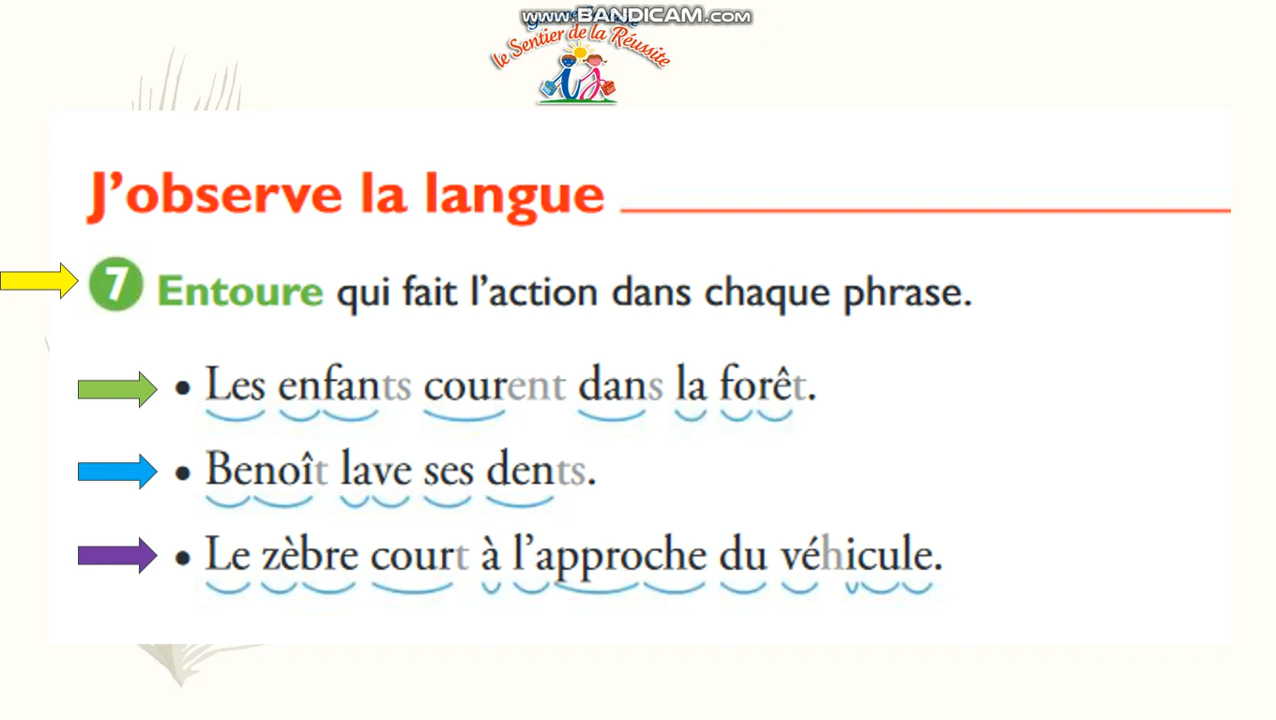 www.BANDICAM.com
le Sentier de la Réussite
J'observe la langue
7 Entoure qui fait l'action dans chaque phrase.
• Les enfants courent dans la forêt.
• Benoît lave ses dents.
• Le zèbre court à l'approche du véhicule.